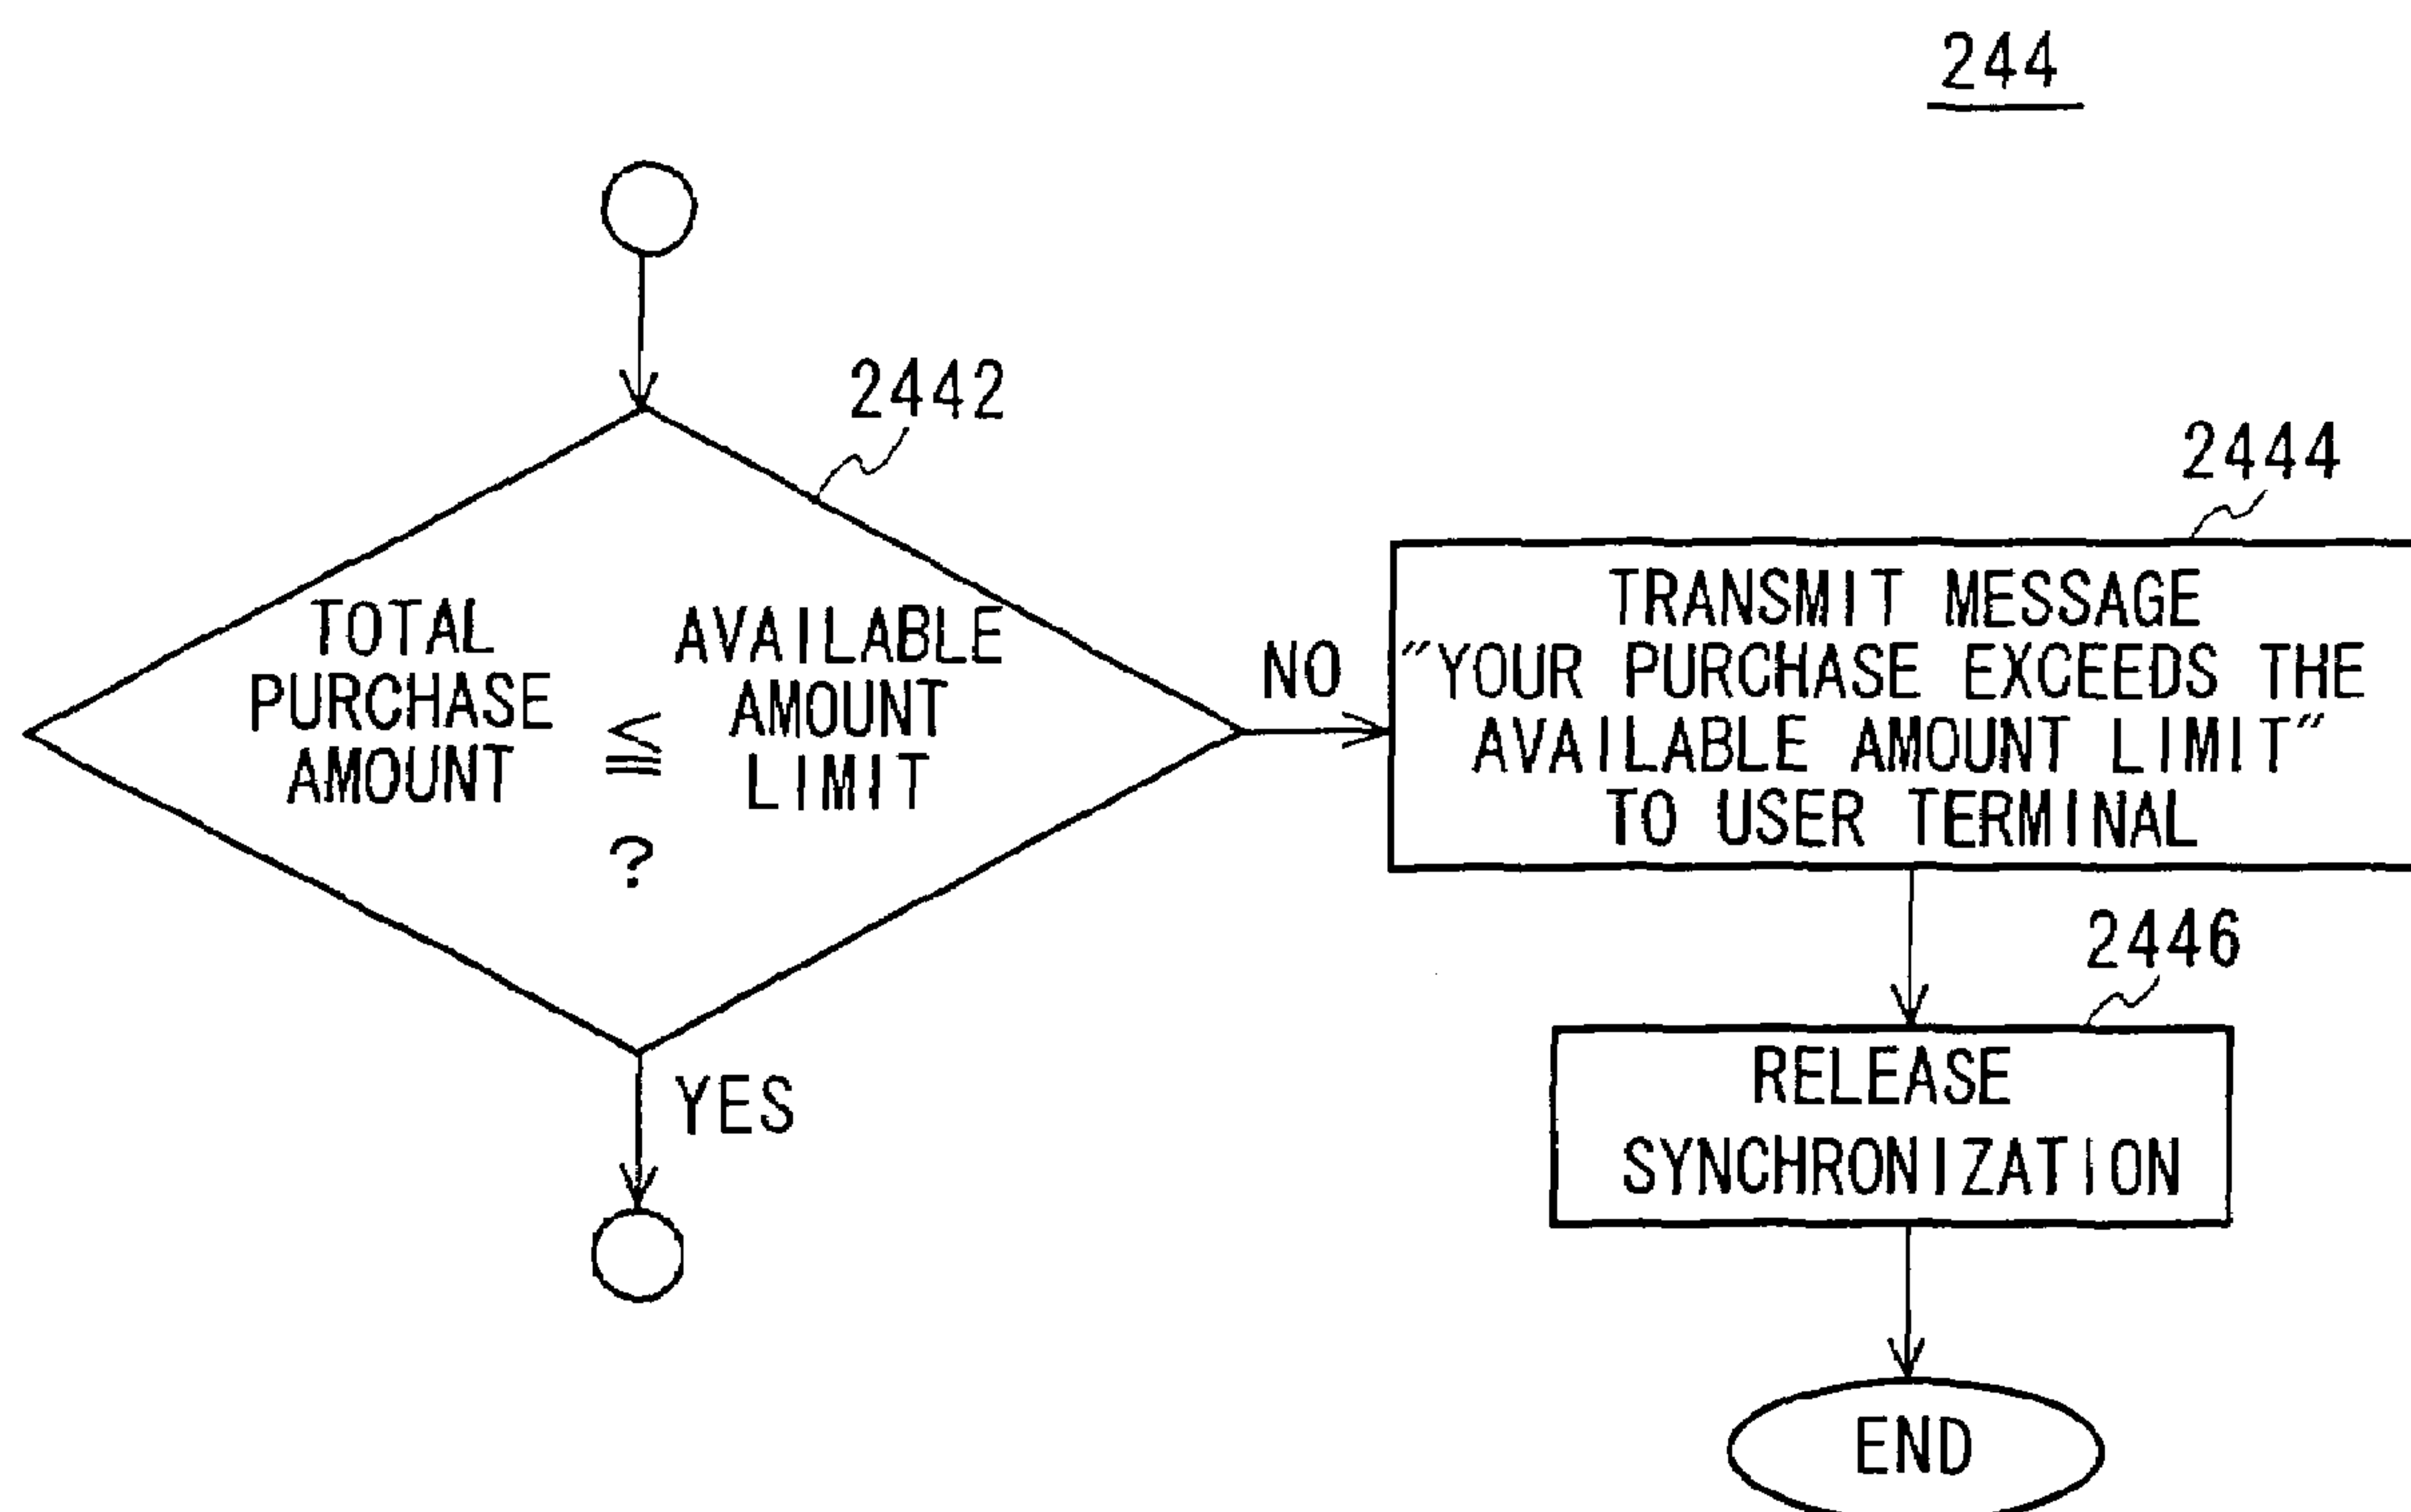 244
2442
TOTAL
PURCHASE
AMOUNT
≦
AVAILABLE
AMOUNT
LIMIT
?
NO
YES
2444
TRANSMIT MESSAGE
"YOUR PURCHASE EXCEEDS THE
AVAILABLE AMOUNT LIMIT"
TO USER TERMINAL
2446
RELEASE
SYNCHRONIZATION
END